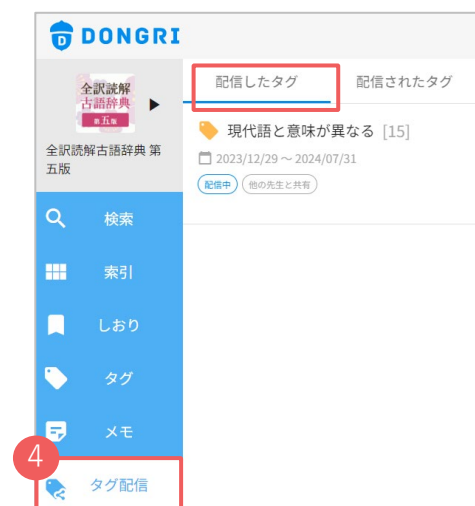 DONGRI
全訳読解
古語辞典
第五版
全訳読解古語辞典 第
五版
検索
索引
しおり
タグ
メモ
4
タグ配信
配信したタグ
配信されたタグ
現代語と意味が異なる [15]
2023/12/29 ~ 2024/07/31
配信中 他の先生と共有